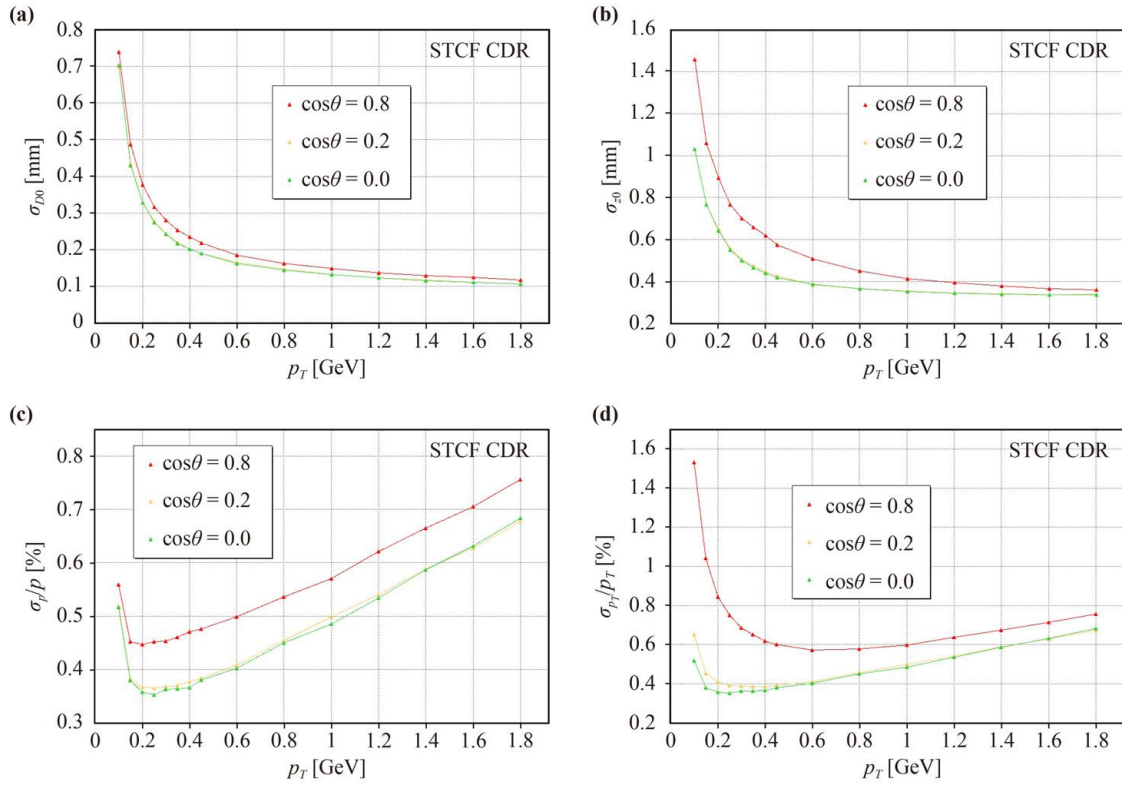 (a)
STCF CDR
cosθ = 0.8
cosθ = 0.2
cosθ = 0.0
σD0 [mm]
0.8
0.7
0.6
0.5
0.4
0.3
0.2
0.1
0
0 0.2 0.4 0.6 0.8 1 1.2 1.4 1.6 1.8
pT [GeV]
(b)
STCF CDR
cosθ = 0.8
cosθ = 0.2
cosθ = 0.0
σz0 [mm]
1.6
1.4
1.2
1
0.8
0.6
0.4
0.2
0 0.2 0.4 0.6 0.8 1 1.2 1.4 1.6 1.8
pT [GeV]
(c)
STCF CDR
cosθ = 0.8
cosθ = 0.2
cosθ = 0.0
σp/p [%]
0.8
0.7
0.6
0.5
0.4
0.3
0 0.2 0.4 0.6 0.8 1 1.2 1.4 1.6 1.8
pT [GeV]
(d)
STCF CDR
cosθ = 0.8
cosθ = 0.2
cosθ = 0.0
σpT/pT [%]
1.6
1.4
1.2
1
0.8
0.6
0.4
0.2
0 0.2 0.4 0.6 0.8 1 1.2 1.4 1.6 1.8
pT [GeV]